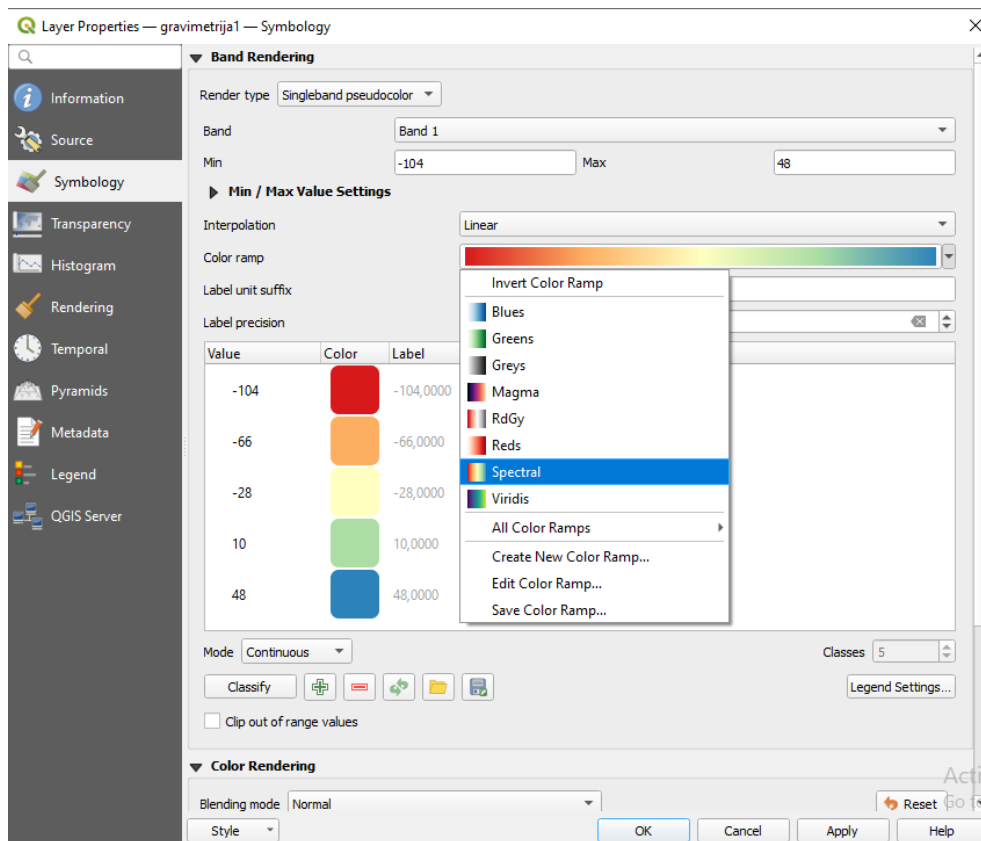 Layer Properties — gravimetrija1 — Symbology
Information
Source
Symbology
Transparency
Histogram
Rendering
Temporal
Pyramids
Metadata
Legend
QGIS Server
Band Rendering
Render type Singleband pseudocolor
Band Band 1
Min -104 Max 48
Min / Max Value Settings
Interpolation Linear
Color ramp
Label unit suffix
Label precision
Invert Color Ramp
Blues
Greens
Greys
Magma
RdGy
Reds
Spectral
Viridis
All Color Ramps
Create New Color Ramp...
Edit Color Ramp...
Save Color Ramp...
Value Color Label
-104 -104,0000
-66 -66,0000
-28 -28,0000
10 10,0000
48 48,0000
Mode Continuous Classes 5
Classify Legend Settings...
Clip out of range values
Color Rendering
Blending mode Normal Reset
Style OK Cancel Apply Help